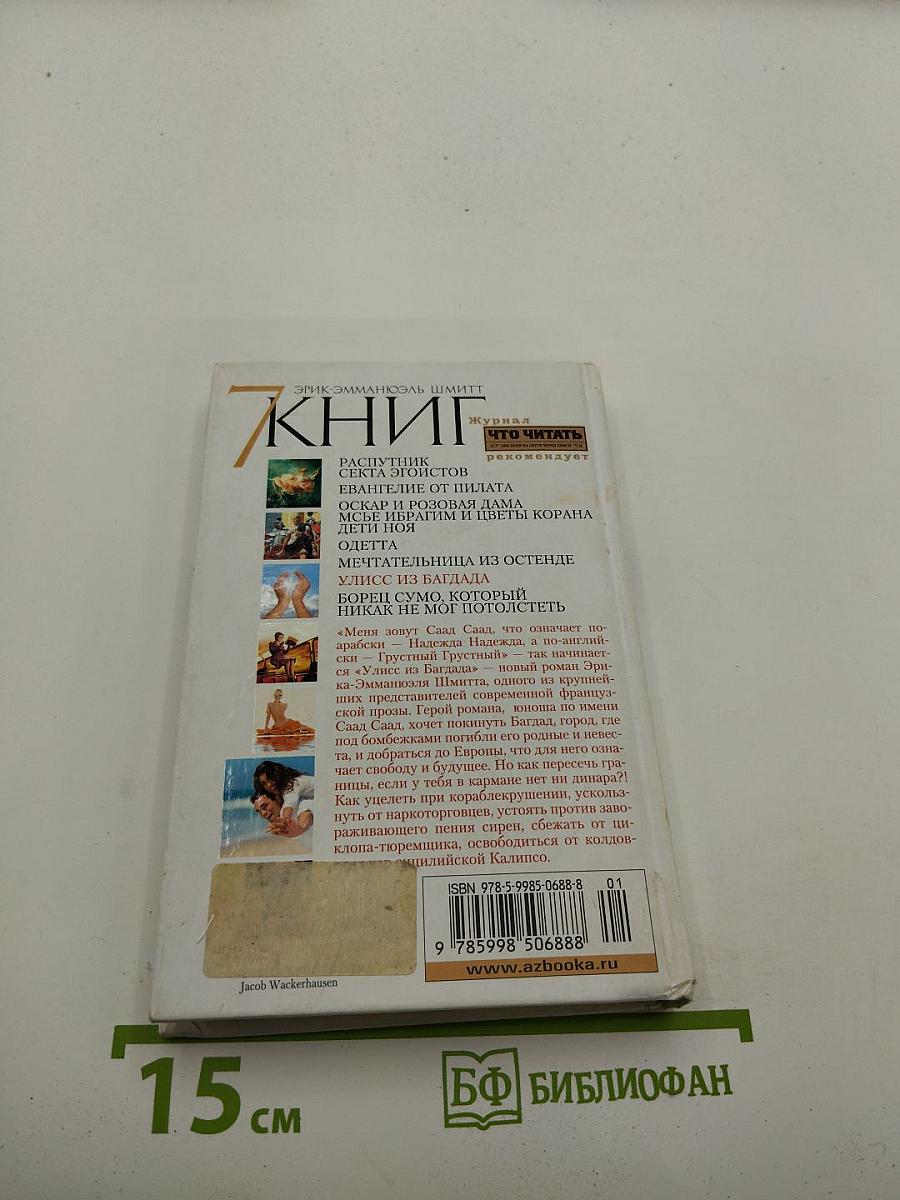 ЭРИК-ЭММАНЮЭЛЬ ШМИТТ
7 КНИГ
Журнал
ЧТО ЧИТАТЬ
рекомендует
РАСПУТНИК
СЕКТА ЭГОИСТОВ
ЕВАНГЕЛИЕ ОТ ПИЛАТА
ОСКАР И РОЗОВАЯ ДАМА
МСЬЕ ИБРАГИМ И ЦВЕТЫ КОРАНА
ДЕТИ НОЯ
ОДЕТТА
МЕЧТАТЕЛЬНИЦА ИЗ ОСТЕНДЕ
УЛИСС ИЗ БАГДАДА
БОРЕЦ СУМО, КОТОРЫЙ
НИКАК НЕ МОГ ПОТОЛСТЕТЬ
«Меня зовут Саад Саад, что означает по-
арабски — Надежда Надежда, а по-англий-
ски — Грустный Грустный» — так начинает-
ся «Улисс из Багдада» — новый роман Эри-
ка-Эммануэля Шмитта, одного из крупней-
ших представителей современной француз-
ской прозы. Герой романа, юноша по имени
Саад Саад, хочет покинуть Багдад, город, где
под бомбежками погибли его родные и невес-
та, и добраться до Европы, что для него озна-
чает свободу и будущее. Но как пересечь гра-
ницы, если у тебя в кармане нет ни динара?!
Как уцелеть при кораблекрушении, ускольз-
нуть от наркоторговцев, устоять против заво-
раживающего пения сирен, сбежать от ци-
клопа-тюремщика, освободиться от колдов-
сицилийской Калипсо.
ISBN 978-5-9985-0688-8
01
9 785998 506888
www.azbooka.ru
Jacob Wackerhausen
15 см
БФ БИБЛИОФАН